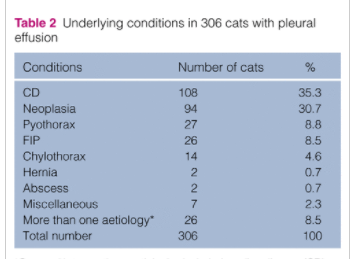 Table 2 Underlying conditions in 306 cats with pleural
effusion
Conditions Number of cats %
CD 108 35.3
Neoplasia 94 30.7
Pyothorax 27 8.8
FIP 26 8.5
Chylothorax 14 4.6
Hernia 2 0.7
Abscess 2 0.7
Miscellaneous 7 2.3
More than one aetiology* 26 8.5
Total number 306 100